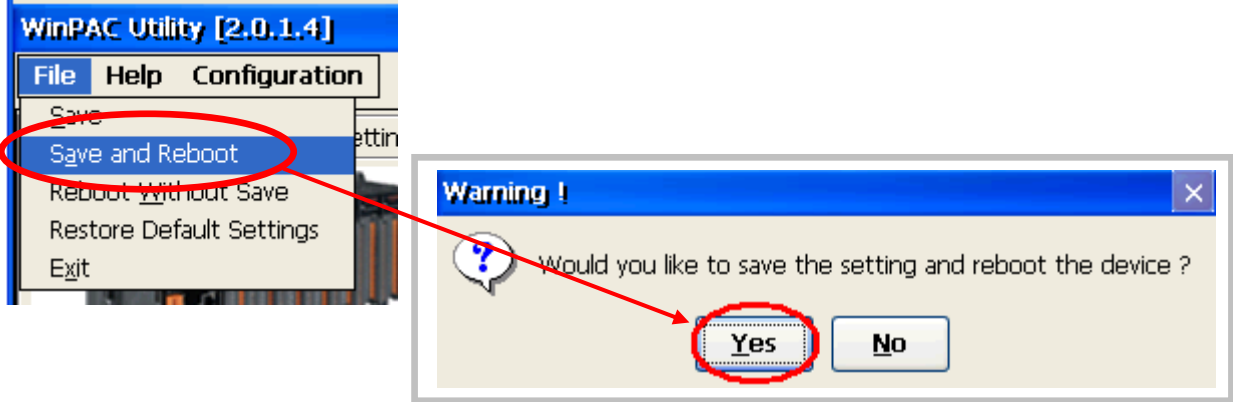 WinPAC Utility [2.0.1.4]
File Help Configuration
Save
Save and Reboot
Reboot Without Save
Restore Default Settings
Exit
Warning !
Would you like to save the setting and reboot the device ?
Yes No